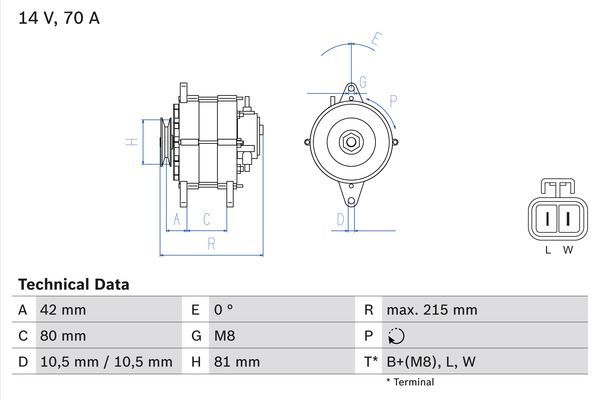 14 V, 70 A
E
G
P
H
A C
D
R
L W
Technical Data
A 42 mm E 0 ° R max. 215 mm
C 80 mm G M8 P
D 10,5 mm / 10,5 mm H 81 mm T* B+(M8), L, W
* Terminal